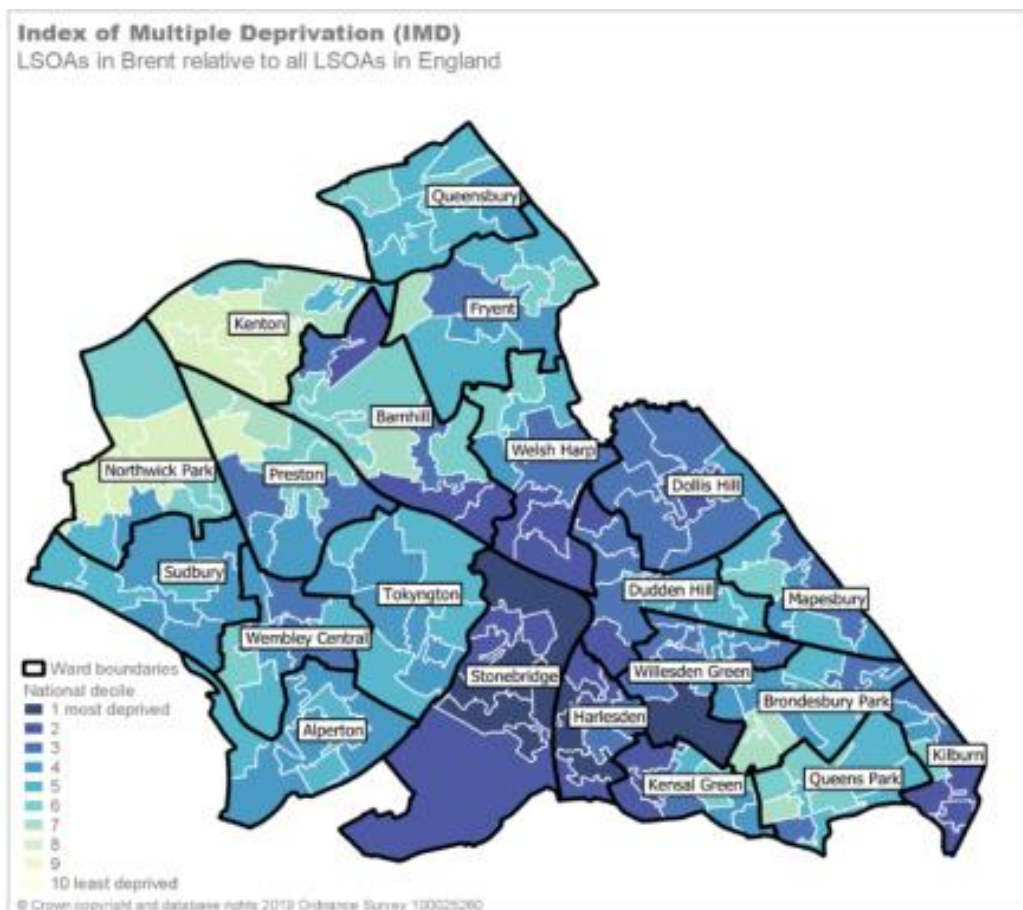 Index of Multiple Deprivation (IMD)
LSOAs in Brent relative to all LSOAs in England
Queensbury
Fryent
Kenton
Barnhill
Welsh Harp
Northwick Park
Preston
Dollis Hill
Sudbury
Tokyngton
Dudden Hill
Mapesbury
Wembley Central
Willesden Green
Stonebridge
Brondesbury Park
Harlesden
Alperton
Kilburn
Kensal Green
Queens Park
Ward boundaries
National decile
1 most deprived
2
3
4
5
6
7
8
9
10 least deprived
© Crown copyright and database rights 2019 Ordnance Survey 100025260